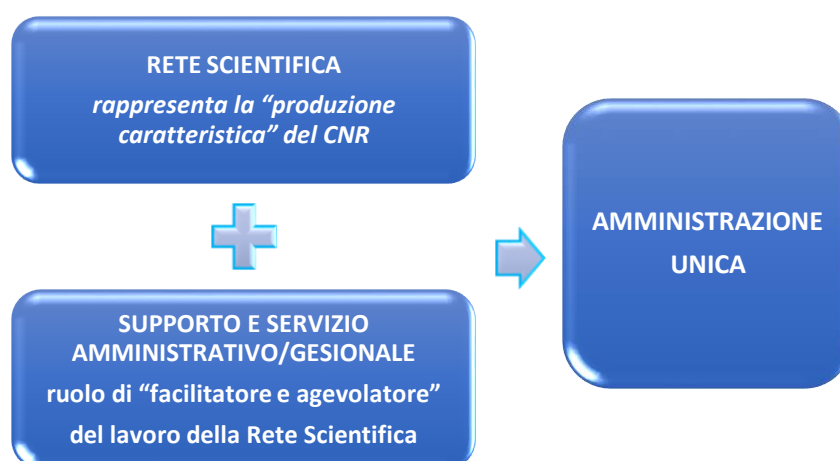 RETE SCIENTIFICA
rappresenta la “produzione
caratteristica” del CNR
SUPPORTO E SERVIZIO
AMMINISTRATIVO/GESIONALE
ruolo di “facilitatore e agevolatore”
del lavoro della Rete Scientifica
AMMINISTRAZIONE
UNICA